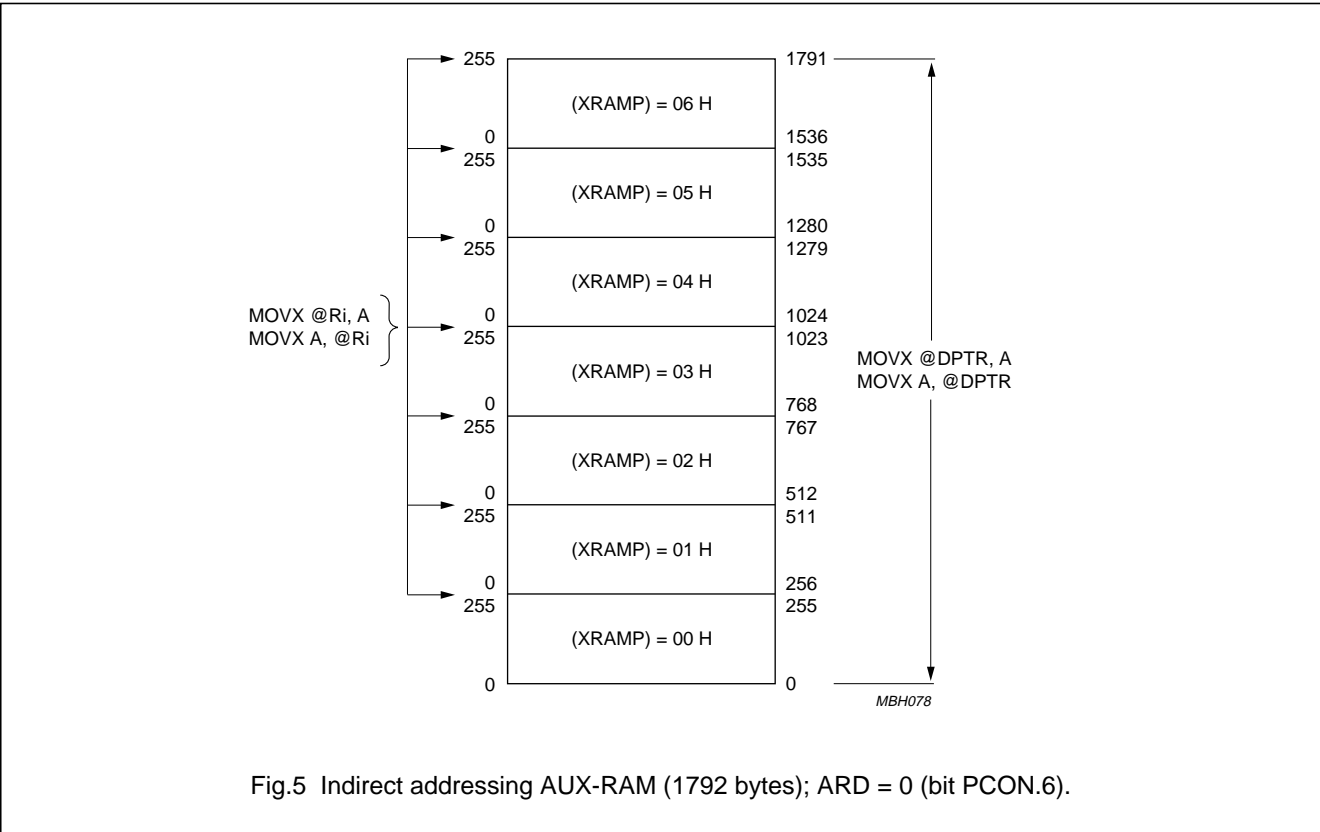 255 1791
(XRAMP) = 06 H
0 1536
255 1535
(XRAMP) = 05 H
0 1280
255 1279
(XRAMP) = 04 H
MOVX @Ri, A 0 1024
MOVX A, @Ri 255 1023
MOVX @DPTR, A
(XRAMP) = 03 H
MOVX A, @DPTR
0 768
255 767
(XRAMP) = 02 H
0 512
255 511
(XRAMP) = 01 H
0 256
255 255
(XRAMP) = 00 H
0 0
MBH078
Fig.5 Indirect addressing AUX-RAM (1792 bytes); ARD = 0 (bit PCON.6).